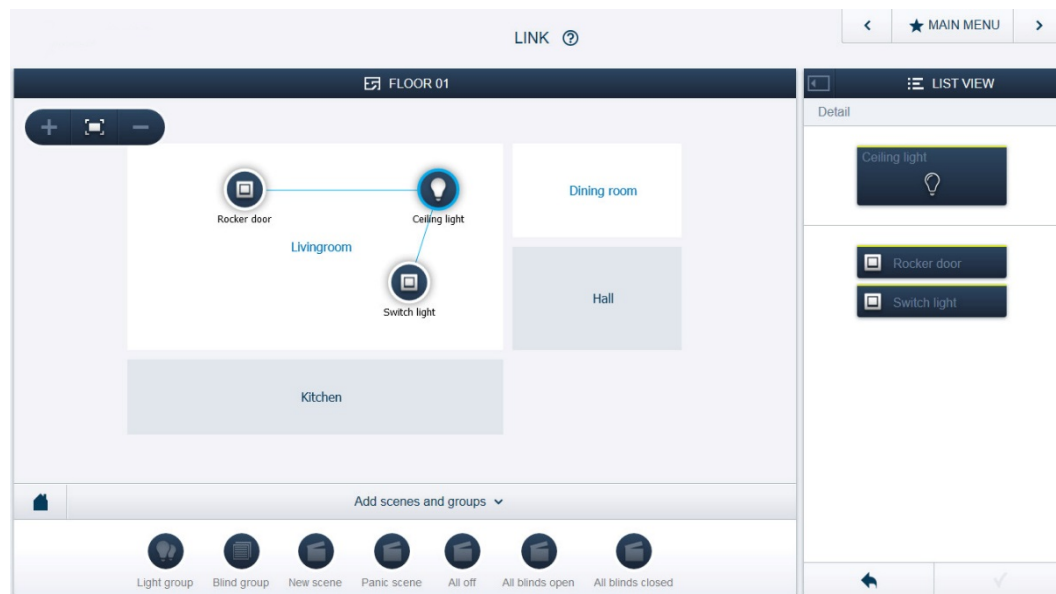 LINK ?
MAIN MENU
FLOOR 01
LIST VIEW
Detail
Ceiling light
Rocker door
Ceiling light
Dining room
Livingroom
Switch light
Rocker door
Switch light
Hall
Kitchen
Add scenes and groups
Light group
Blind group
New scene
Panic scene
All off
All blinds open
All blinds closed